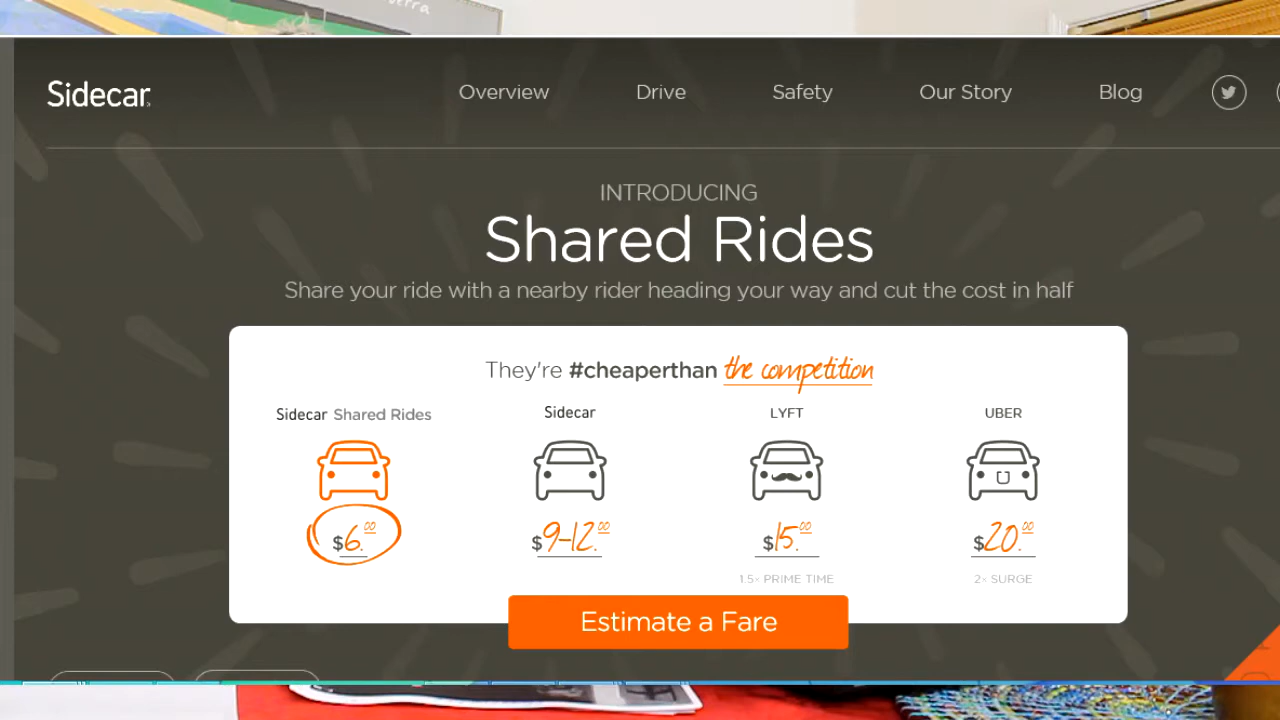 Sidecar
Overview Drive Safety Our Story Blog
INTRODUCING
Shared Rides
Share your ride with a nearby rider heading your way and cut the cost in half
They're #cheaperthan the competition
Sidecar Shared Rides Sidecar LYFT UBER
$6.00 $9-12.00 $15.00 $20.00
1.5x PRIME TIME 2x SURGE
Estimate a Fare